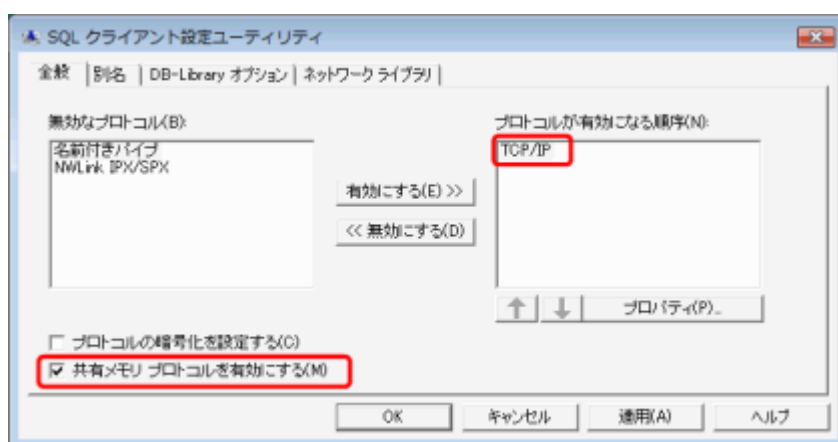 SQL クライアント設定ユーティリティ
全般 別名 DB-Library オプション ネットワーク ライブラリ
無効なプロトコル(B):
名前付きパイプ
NWLink IPX/SPX
有効にする(E) >>
<< 無効にする(D)
プロトコルが有効になる順序(N):
TCP/IP
プロパティ(P)...
プロトコルの暗号化を設定する(C)
共有メモリ プロトコルを有効にする(M)
OK キャンセル 適用(A) ヘルプ